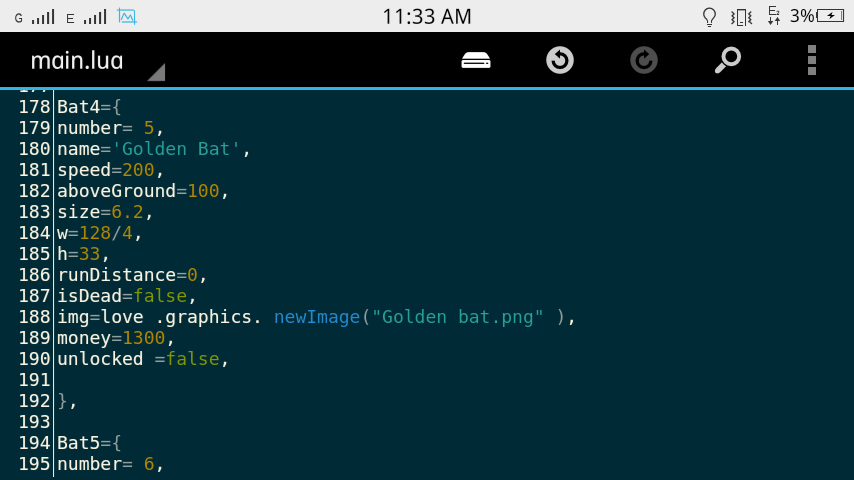 G E 11:33 AM E₂ 3%
main.lua
177
178 Bat4={
179 number= 5,
180 name='Golden Bat',
181 speed=200,
182 aboveGround=100,
183 size=6.2,
184 w=128/4,
185 h=33,
186 runDistance=0,
187 isDead=false,
188 img=love .graphics. newImage("Golden bat.png" ),
189 money=1300,
190 unlocked =false,
191
192 },
193
194 Bat5={
195 number= 6,